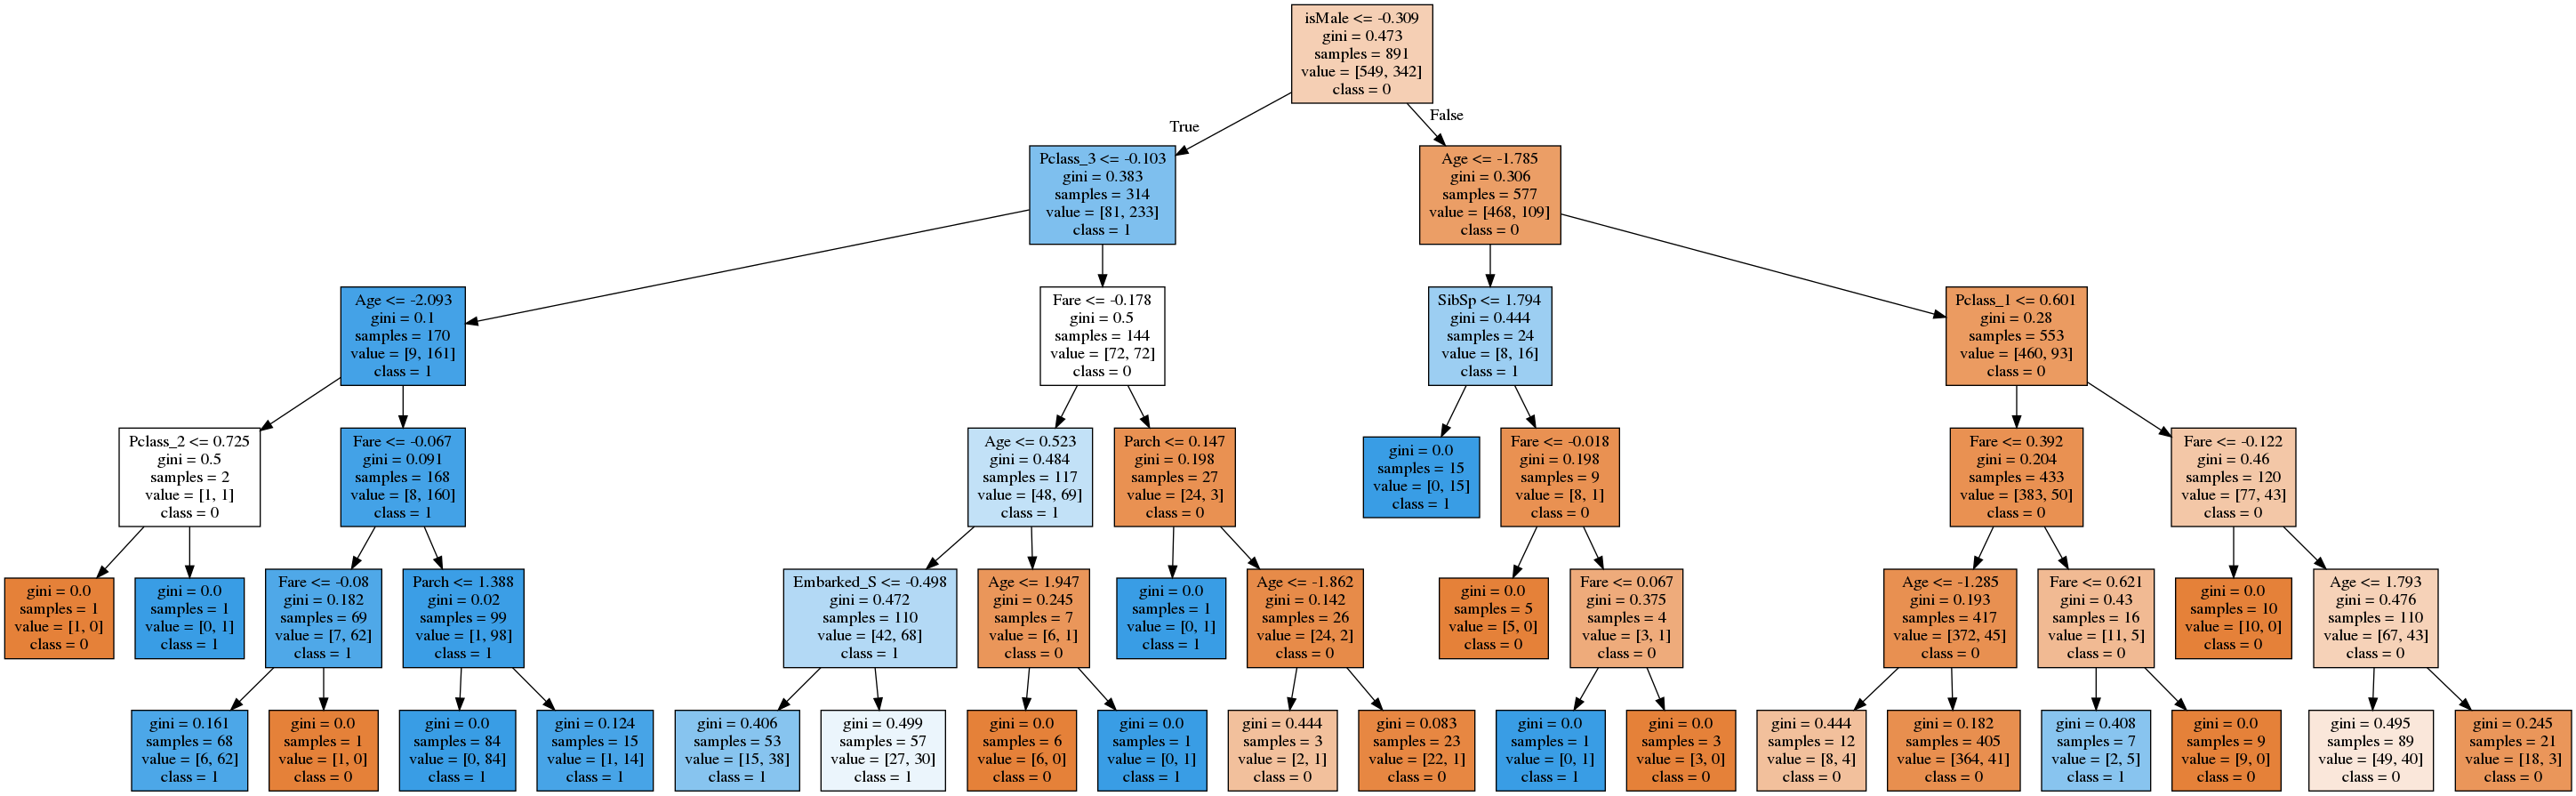 isMale <= -0.309
gini = 0.473
samples = 891
value = [549, 342]
class = 0
True
False
Pclass_3 <= -0.103
gini = 0.383
samples = 314
value = [81, 233]
class = 1
Age <= -1.785
gini = 0.306
samples = 577
value = [468, 109]
class = 0
Age <= -2.093
gini = 0.1
samples = 170
value = [9, 161]
class = 1
Fare <= -0.178
gini = 0.5
samples = 144
value = [72, 72]
class = 0
SibSp <= 1.794
gini = 0.444
samples = 24
value = [8, 16]
class = 1
Pclass_1 <= 0.601
gini = 0.28
samples = 553
value = [460, 93]
class = 0
Pclass_2 <= 0.725
gini = 0.5
samples = 2
value = [1, 1]
class = 0
Fare <= -0.067
gini = 0.091
samples = 168
value = [8, 160]
class = 1
Age <= 0.523
gini = 0.484
samples = 117
value = [48, 69]
class = 1
Parch <= 0.147
gini = 0.198
samples = 27
value = [24, 3]
class = 0
gini = 0.0
samples = 15
value = [0, 15]
class = 1
Fare <= -0.018
gini = 0.198
samples = 9
value = [8, 1]
class = 0
Fare <= 0.392
gini = 0.204
samples = 433
value = [383, 50]
class = 0
Fare <= -0.122
gini = 0.46
samples = 120
value = [77, 43]
class = 0
gini = 0.0
samples = 1
value = [1, 0]
class = 0
gini = 0.0
samples = 1
value = [0, 1]
class = 1
Fare <= -0.08
gini = 0.182
samples = 69
value = [7, 62]
class = 1
Parch <= 1.388
gini = 0.02
samples = 99
value = [1, 98]
class = 1
Embarked_S <= -0.498
gini = 0.472
samples = 110
value = [42, 68]
class = 1
Age <= 1.947
gini = 0.245
samples = 7
value = [6, 1]
class = 0
gini = 0.0
samples = 1
value = [0, 1]
class = 1
Age <= -1.862
gini = 0.142
samples = 26
value = [24, 2]
class = 0
gini = 0.0
samples = 5
value = [5, 0]
class = 0
Fare <= 0.067
gini = 0.375
samples = 4
value = [3, 1]
class = 0
Age <= -1.285
gini = 0.193
samples = 417
value = [372, 45]
class = 0
Fare <= 0.621
gini = 0.43
samples = 16
value = [11, 5]
class = 0
gini = 0.0
samples = 10
value = [10, 0]
class = 0
Age <= 1.793
gini = 0.476
samples = 110
value = [67, 43]
class = 0
gini = 0.161
samples = 68
value = [6, 62]
class = 1
gini = 0.0
samples = 1
value = [1, 0]
class = 0
gini = 0.0
samples = 84
value = [0, 84]
class = 1
gini = 0.124
samples = 15
value = [1, 14]
class = 1
gini = 0.406
samples = 53
value = [15, 38]
class = 1
gini = 0.499
samples = 57
value = [27, 30]
class = 1
gini = 0.0
samples = 6
value = [6, 0]
class = 0
gini = 0.0
samples = 1
value = [0, 1]
class = 1
gini = 0.444
samples = 3
value = [2, 1]
class = 0
gini = 0.083
samples = 23
value = [22, 1]
class = 0
gini = 0.0
samples = 1
value = [0, 1]
class = 1
gini = 0.0
samples = 3
value = [3, 0]
class = 0
gini = 0.444
samples = 12
value = [8, 4]
class = 0
gini = 0.182
samples = 405
value = [364, 41]
class = 0
gini = 0.408
samples = 7
value = [2, 5]
class = 1
gini = 0.0
samples = 9
value = [9, 0]
class = 0
gini = 0.495
samples = 89
value = [49, 40]
class = 0
gini = 0.245
samples = 21
value = [18, 3]
class = 0